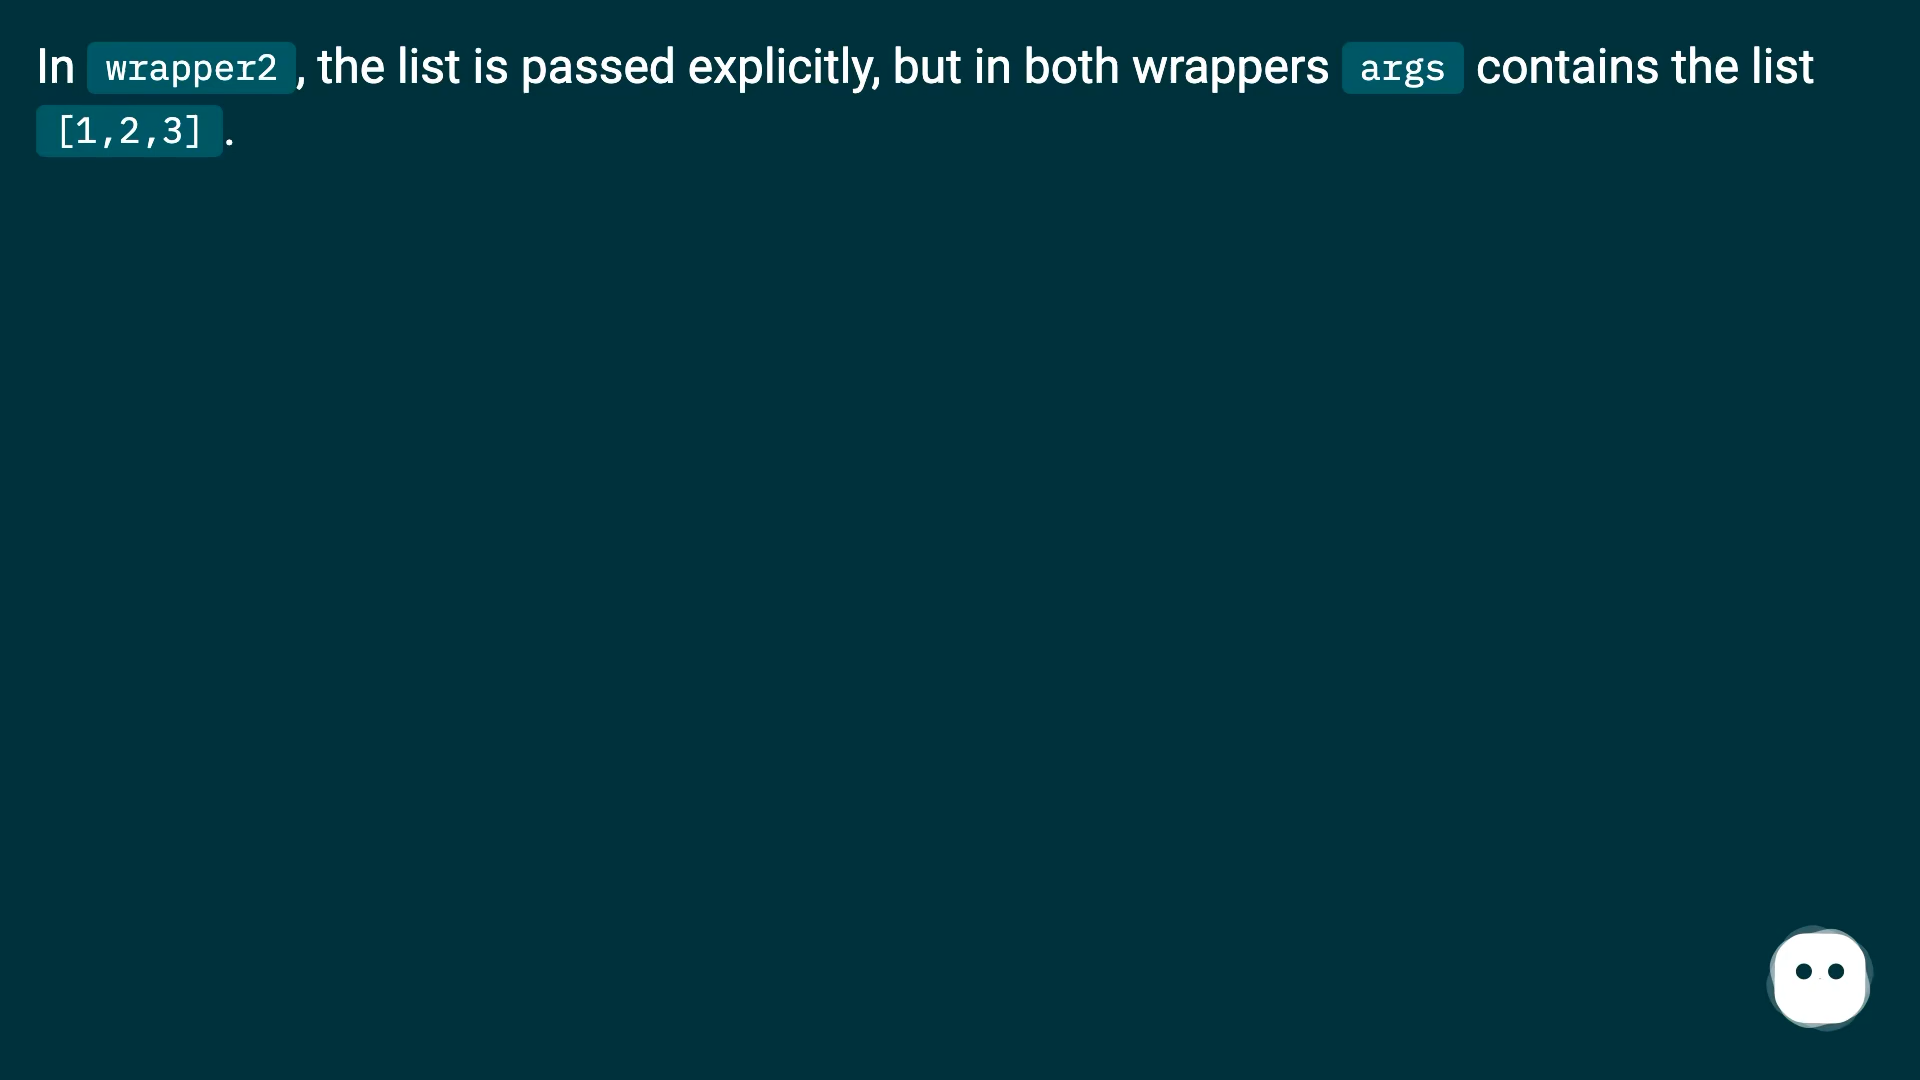 In wrapper2, the list is passed explicitly, but in both wrappers args contains the list
[1,2,3].